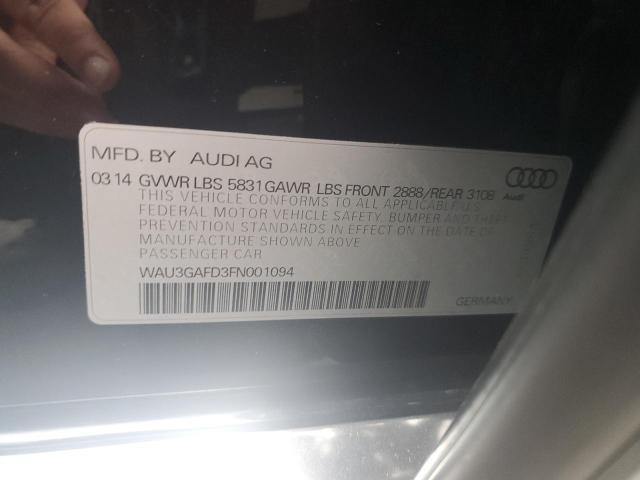 MFD. BY AUDI AG
03 14 GVWR LBS 5831 GAWR LBS FRONT 2888/REAR 3108
Audi
THIS VEHICLE CONFORMS TO ALL APPLICABLE U.S.
FEDERAL MOTOR VEHICLE SAFETY, BUMPER AND THEFT
PREVENTION STANDARDS IN EFFECT ON THE DATE OF
MANUFACTURE SHOWN ABOVE
PASSENGER CAR
WAU3GAFD3FN001094
GERMANY